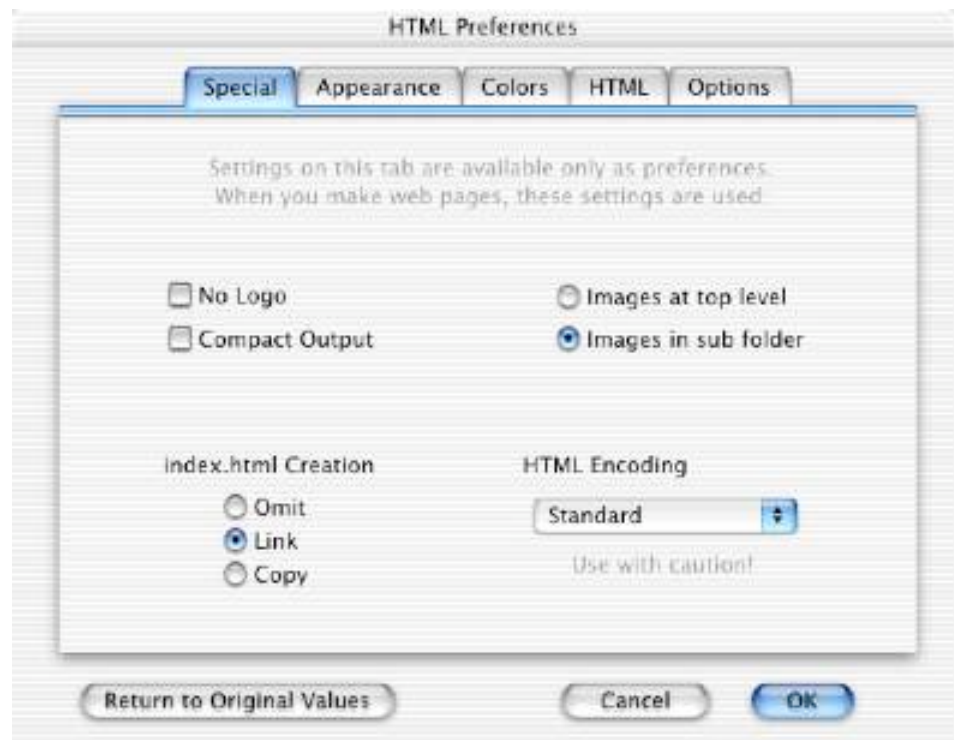 HTML Preferences
Special Appearance Colors HTML Options
Settings on this tab are available only as preferences.
When you make web pages, these settings are used.
No Logo
Images at top level
Compact Output
Images in sub folder
index.html Creation
HTML Encoding
Omit
Standard
Link
Copy
Use with caution!
Return to Original Values Cancel OK